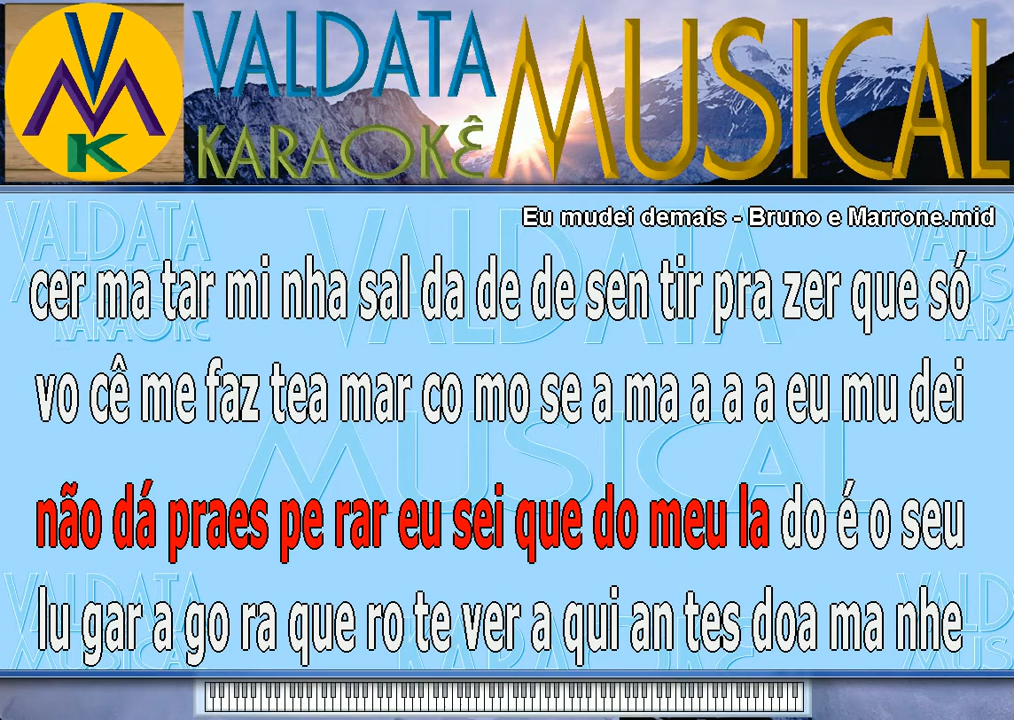 VMK
VALDATA MUSICAL
KARAOKÊ
Eu mudei demais - Bruno e Marrone.mid
cer ma tar mi nha sal da de de sen tir pra zer que só
vo cê me faz tea mar co mo se a ma a a a eu mu dei
não dá praes pe rar eu sei que do meu la do é o seu
lu gar a go ra que ro te ver a qui an tes doa ma nhe